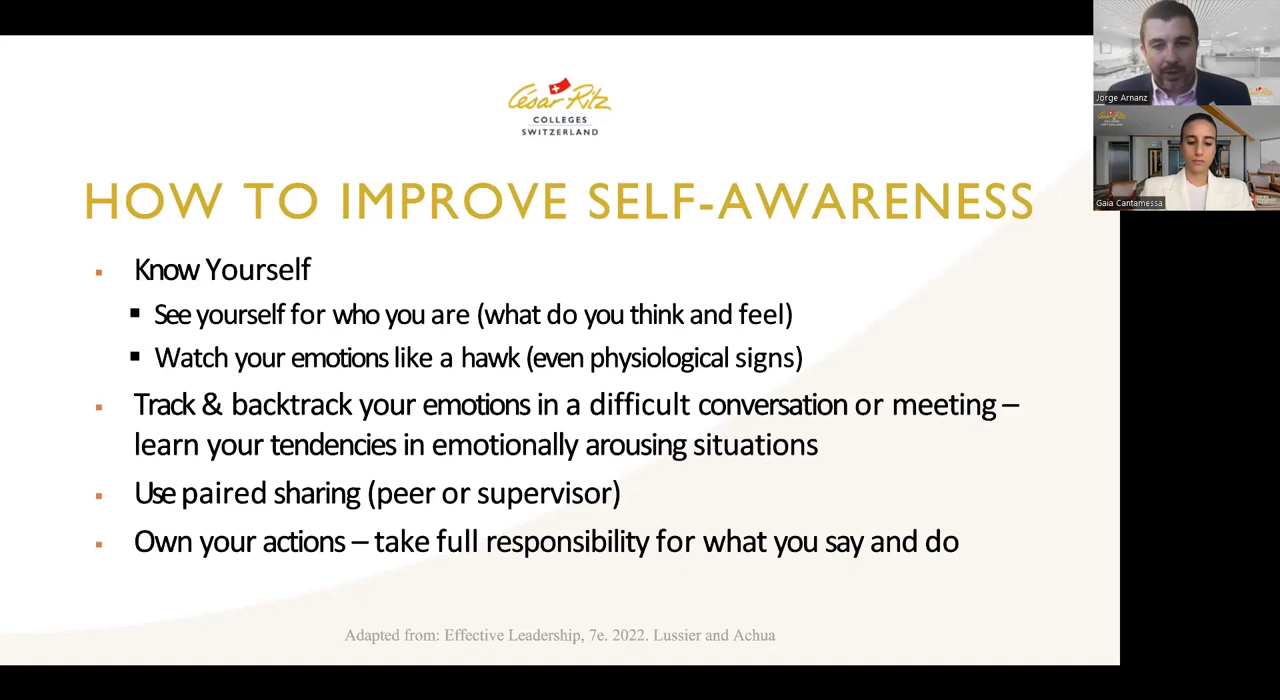 César Ritz
COLLEGES
SWITZERLAND
HOW TO IMPROVE SELF-AWARENESS
▪ Know Yourself
▪ See yourself for who you are (what do you think and feel)
▪ Watch your emotions like a hawk (even physiological signs)
▪ Track & backtrack your emotions in a difficult conversation or meeting –
learn your tendencies in emotionally arousing situations
▪ Use paired sharing (peer or supervisor)
▪ Own your actions – take full responsibility for what you say and do
Adapted from: Effective Leadership, 7e. 2022. Lussier and Achua
Jorge Arnanz
César Ritz
Gaia Cantamessa